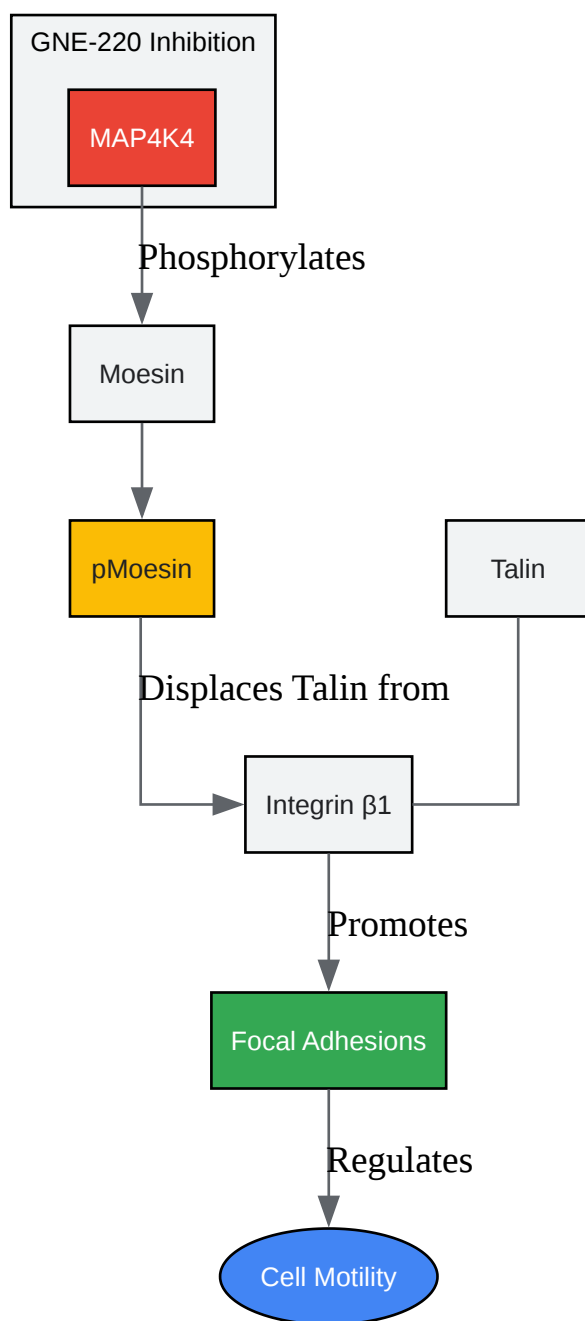 GNE-220 Inhibition
MAP4K4
Phosphorylates
Moesin
pMoesin
Talin
Displaces Talin from
Integrin β1
Promotes
Focal Adhesions
Regulates
Cell Motility